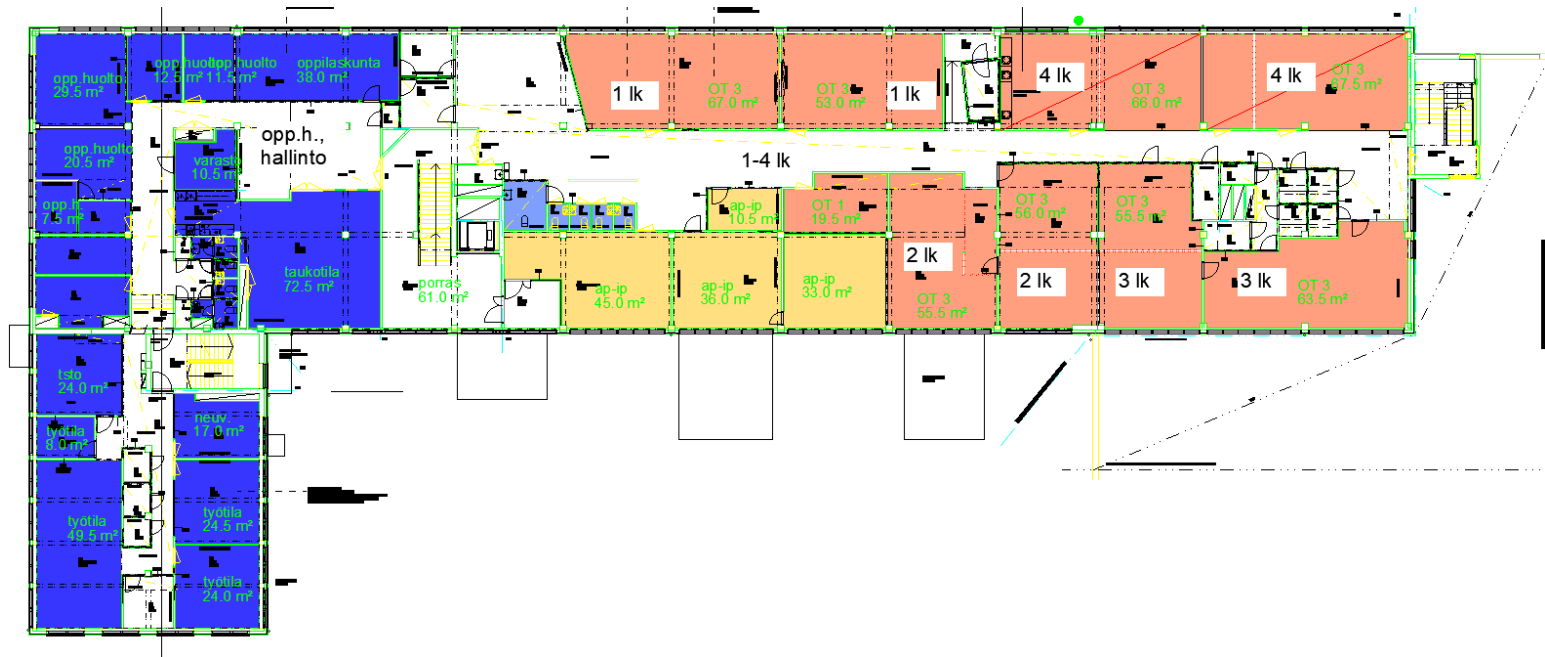 opp.huolto
29.5 m²
opp.huolto
12.5 m²
opp.huolto
11.5 m²
oppilaskunta
38.0 m²
1 lk
OT 3
67.0 m²
OT 3
53.0 m²
1 lk
4 lk
OT 3
66.0 m²
4 lk
OT 3
67.5 m²
opp.huolto
20.5 m²
varasto
10.5 m²
opp.h.,
hallinto
1-4 lk
opp.h
7.5 m²
ap-ip
10.5 m²
OT 1
19.5 m²
OT 3
56.0 m²
OT 3
55.5 m²
taukotila
72.5 m²
porras
61.0 m²
ap-ip
45.0 m²
ap-ip
36.0 m²
ap-ip
33.0 m²
2 lk
OT 3
55.5 m²
2 lk
3 lk
3 lk
OT 3
63.5 m²
tsto
24.0 m²
työtila
8.0 m²
neuv.
17.0 m²
työtila
49.5 m²
työtila
24.5 m²
työtila
24.0 m²